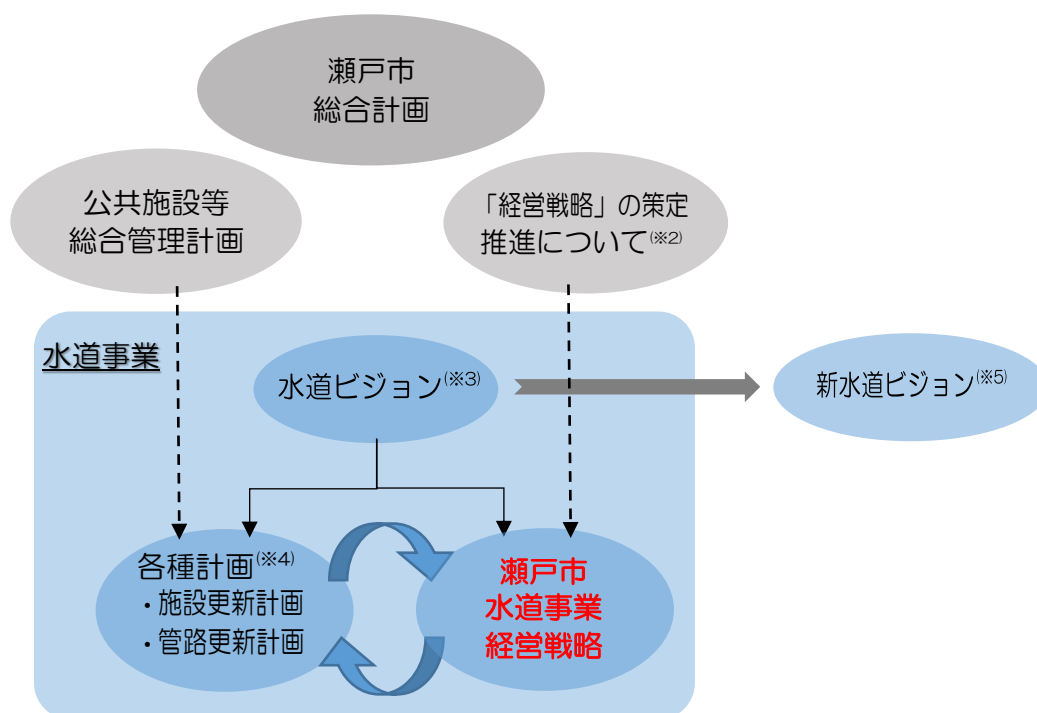 瀬戸市
総合計画
公共施設等
総合管理計画
「経営戦略」の策定
推進について(※2)
水道事業
水道ビジョン(※3)
新水道ビジョン(※5)
各種計画(※4)
・施設更新計画
・管路更新計画
瀬戸市
水道事業
経営戦略